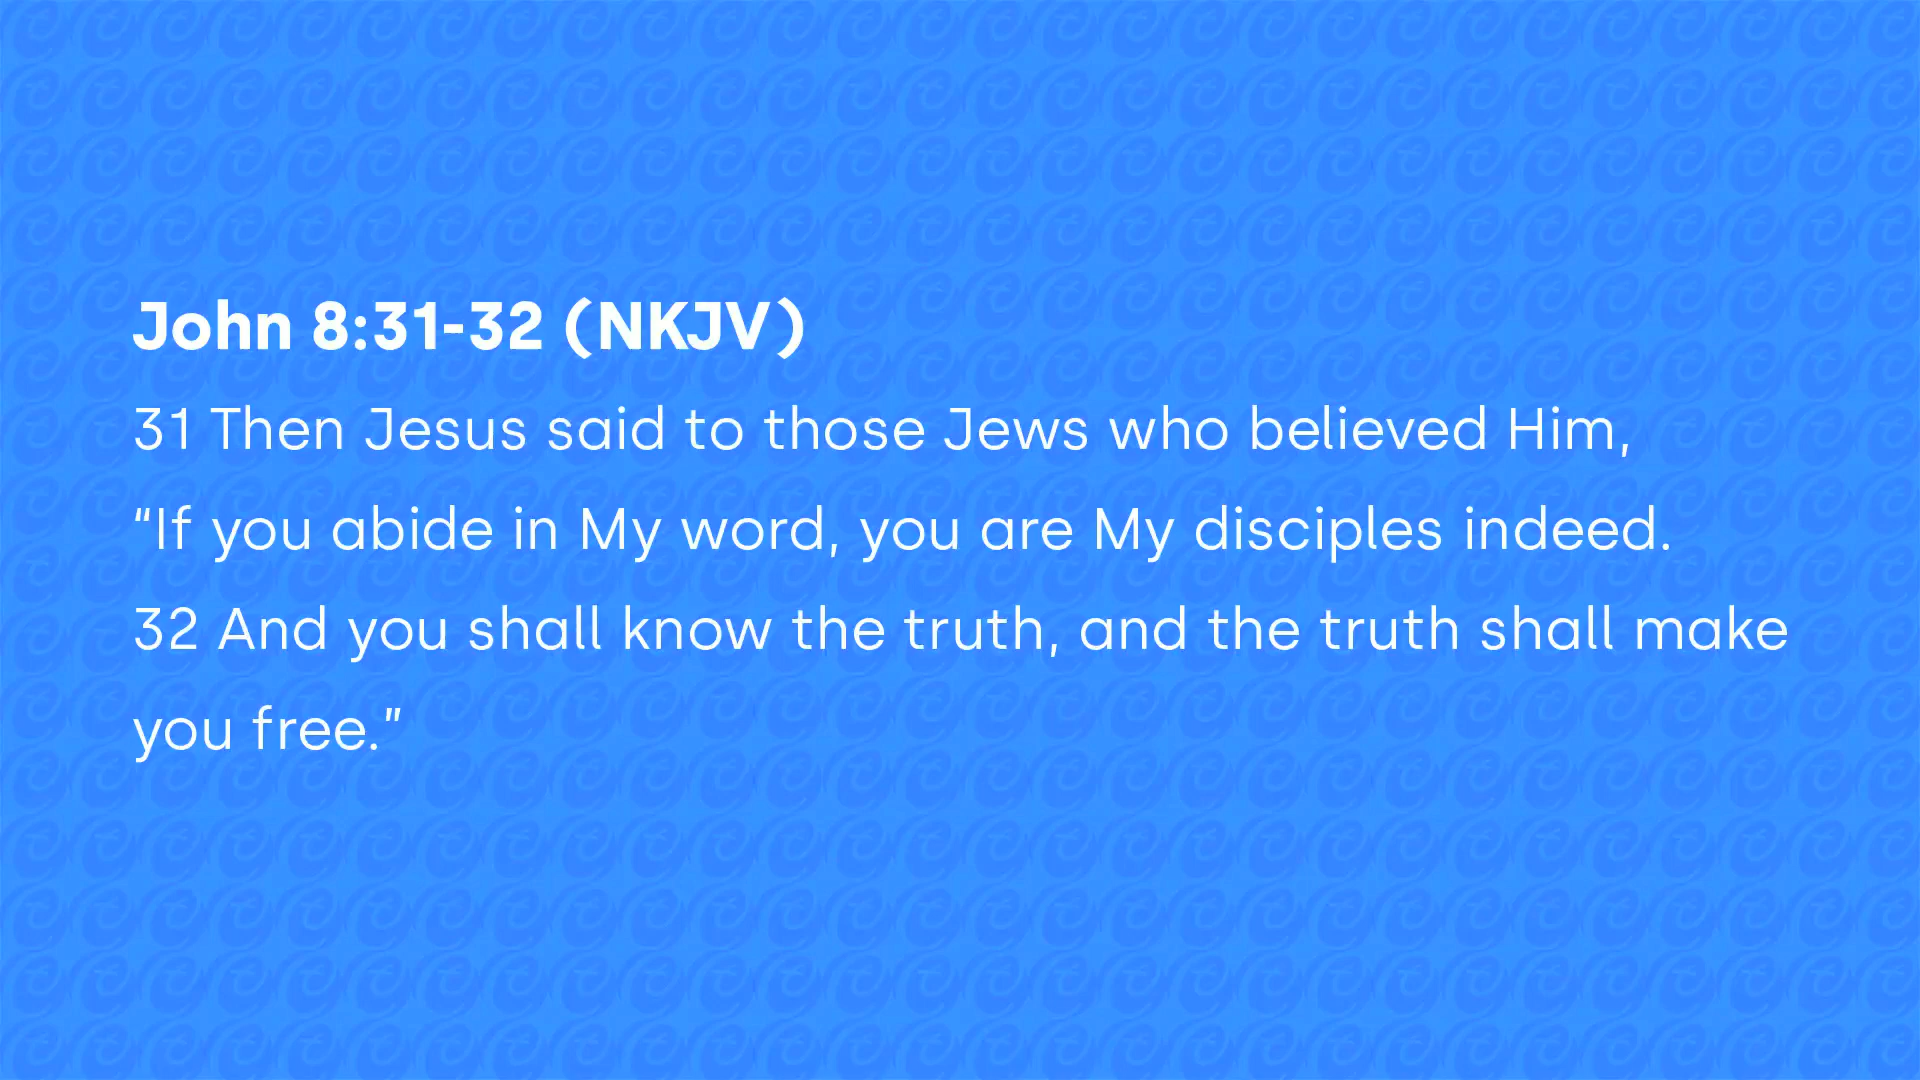 John 8:31-32 (NKJV)
31 Then Jesus said to those Jews who believed Him,
“If you abide in My word, you are My disciples indeed.
32 And you shall know the truth, and the truth shall make
you free.”